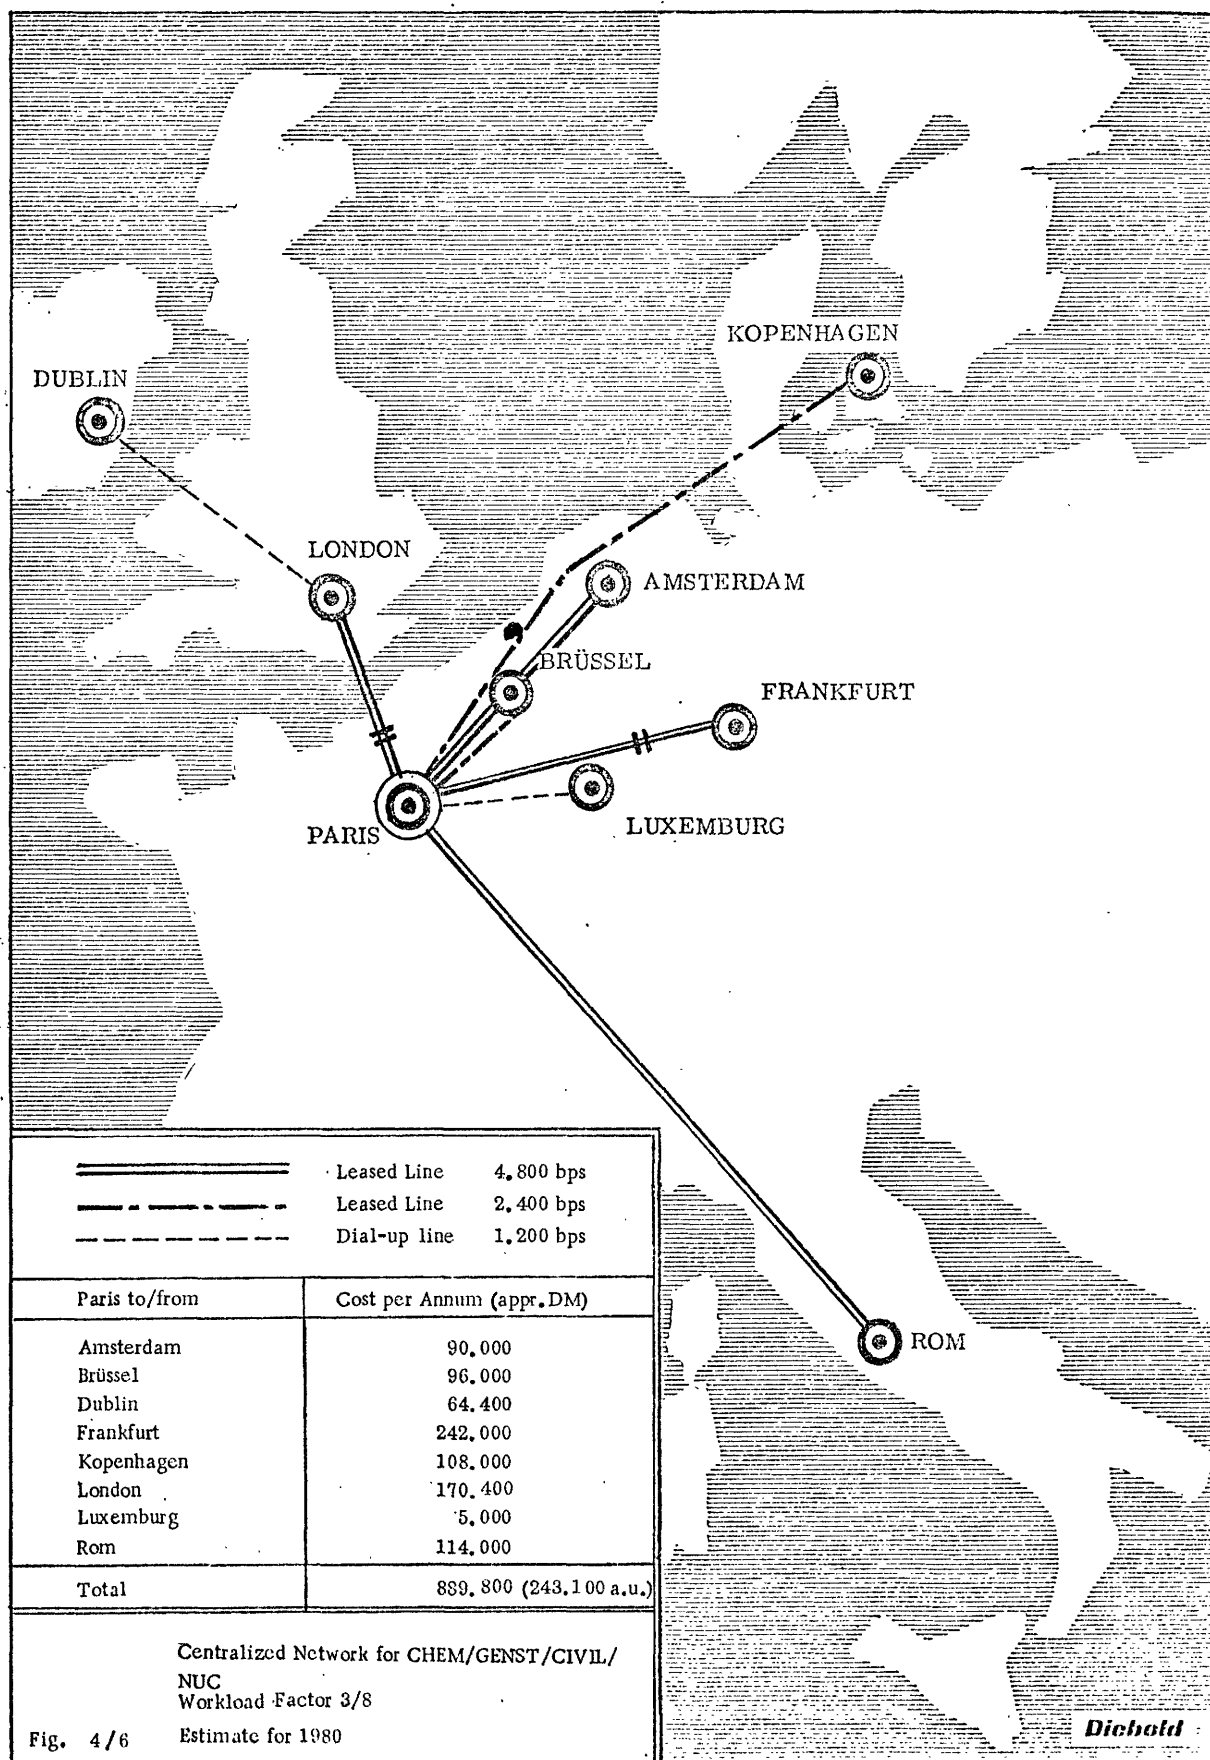 KOPENHAGEN
DUBLIN
LONDON
AMSTERDAM
BRÜSSEL
FRANKFURT
LUXEMBURG
PARIS
ROM
Leased Line 4.800 bps
Leased Line 2.400 bps
Dial-up line 1.200 bps
Paris to/from Cost per Annum (appr.DM)
Amsterdam 90.000
Brüssel 96.000
Dublin 64.400
Frankfurt 242.000
Kopenhagen 108.000
London 170.400
Luxemburg 5.000
Rom 114.000
Total 889.800 (243.100 a.u.)
Centralized Network for CHEM/GENST/CIVIL/
NUC
Workload Factor 3/8
Fig. 4/6 Estimate for 1980
Diebold